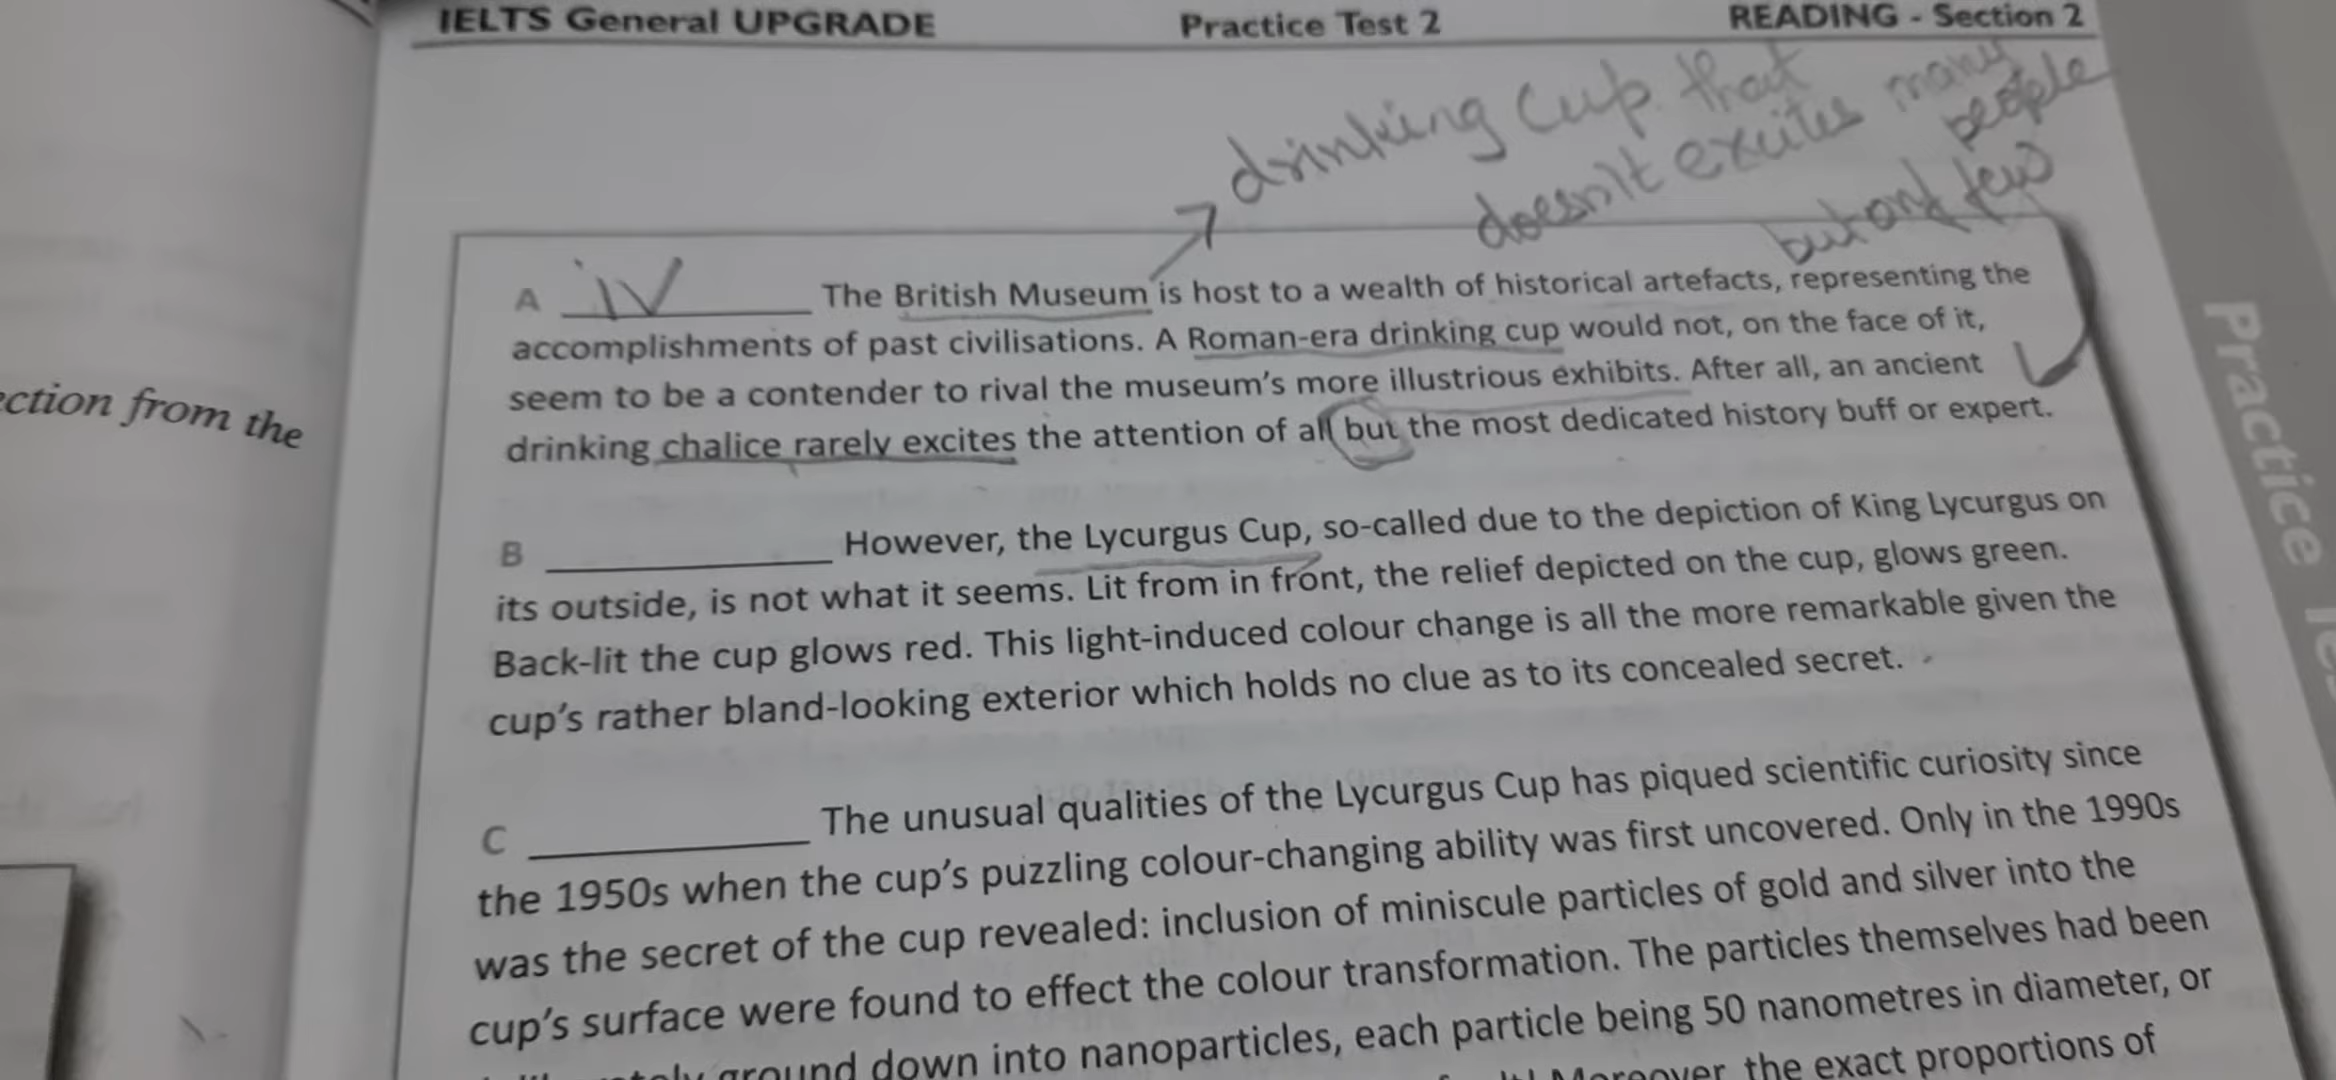 IELTS General UPGRADE Practice Test 2 READING - Section 2
drinking cup that
doesn't excites many
people
but only few
A iv The British Museum is host to a wealth of historical artefacts, representing the
accomplishments of past civilisations. A Roman-era drinking cup would not, on the face of it,
seem to be a contender to rival the museum's more illustrious exhibits. After all, an ancient
drinking chalice rarely excites the attention of all but the most dedicated history buff or expert.
B However, the Lycurgus Cup, so-called due to the depiction of King Lycurgus on
its outside, is not what it seems. Lit from in front, the relief depicted on the cup, glows green.
Back-lit the cup glows red. This light-induced colour change is all the more remarkable given the
cup's rather bland-looking exterior which holds no clue as to its concealed secret.
C The unusual qualities of the Lycurgus Cup has piqued scientific curiosity since
the 1950s when the cup's puzzling colour-changing ability was first uncovered. Only in the 1990s
was the secret of the cup revealed: inclusion of miniscule particles of gold and silver into the
cup's surface were found to effect the colour transformation. The particles themselves had been
ground down into nanoparticles, each particle being 50 nanometres in diameter, or
Moreover, the exact proportions of
ection from the
Practice